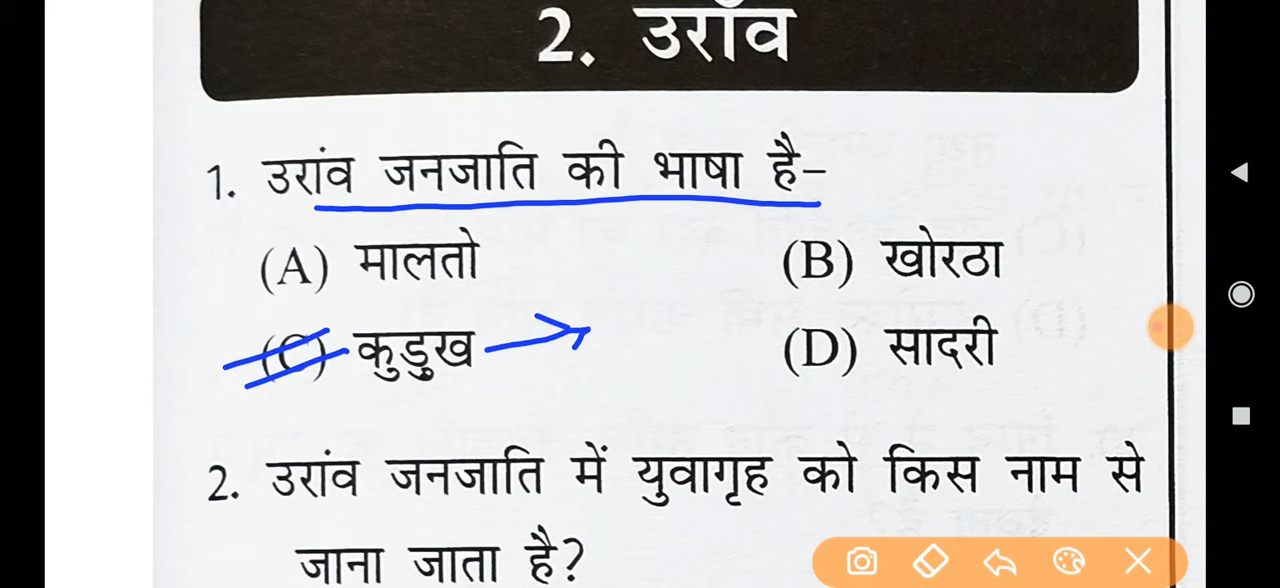 2. उराँव
1. उरांव जनजाति की भाषा है–
(A) मालतो (B) खोरठा
(C) कुडुख (D) सादरी
2. उरांव जनजाति में युवागृह को किस नाम से
जाना जाता है?